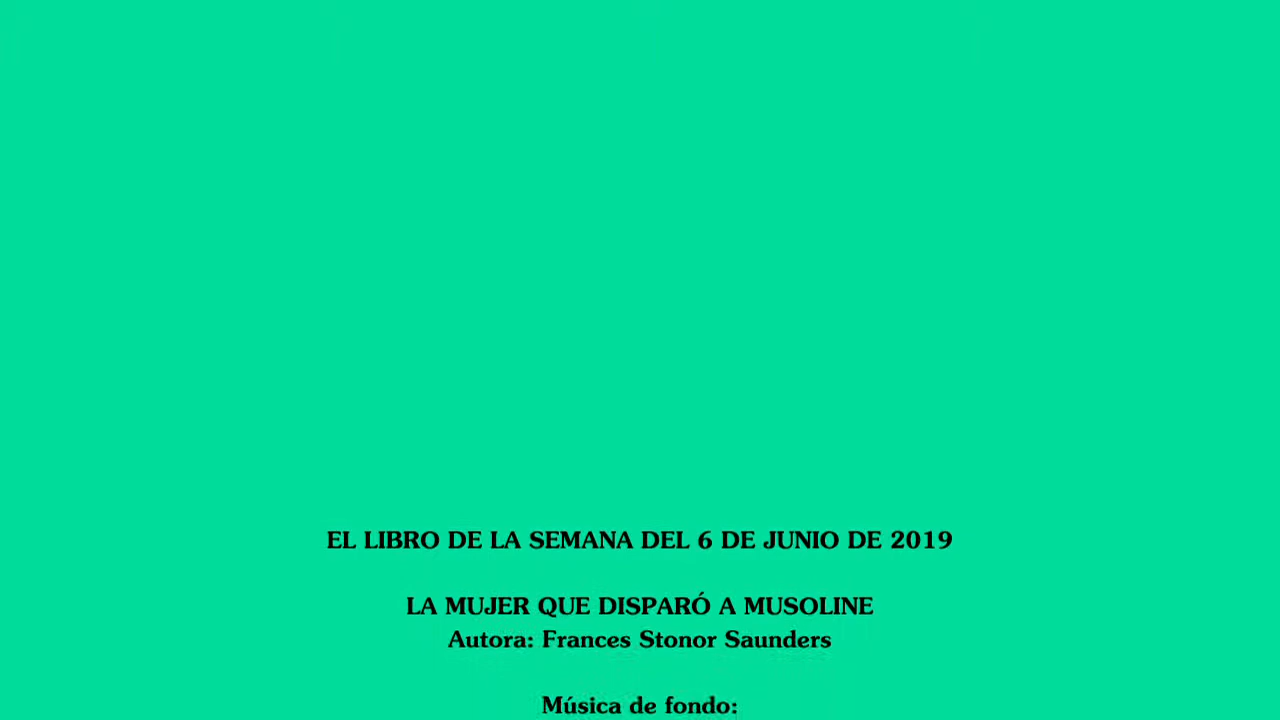 EL LIBRO DE LA SEMANA DEL 6 DE JUNIO DE 2019
LA MUJER QUE DISPARÓ A MUSOLINE
Autora: Frances Stonor Saunders
Música de fondo: